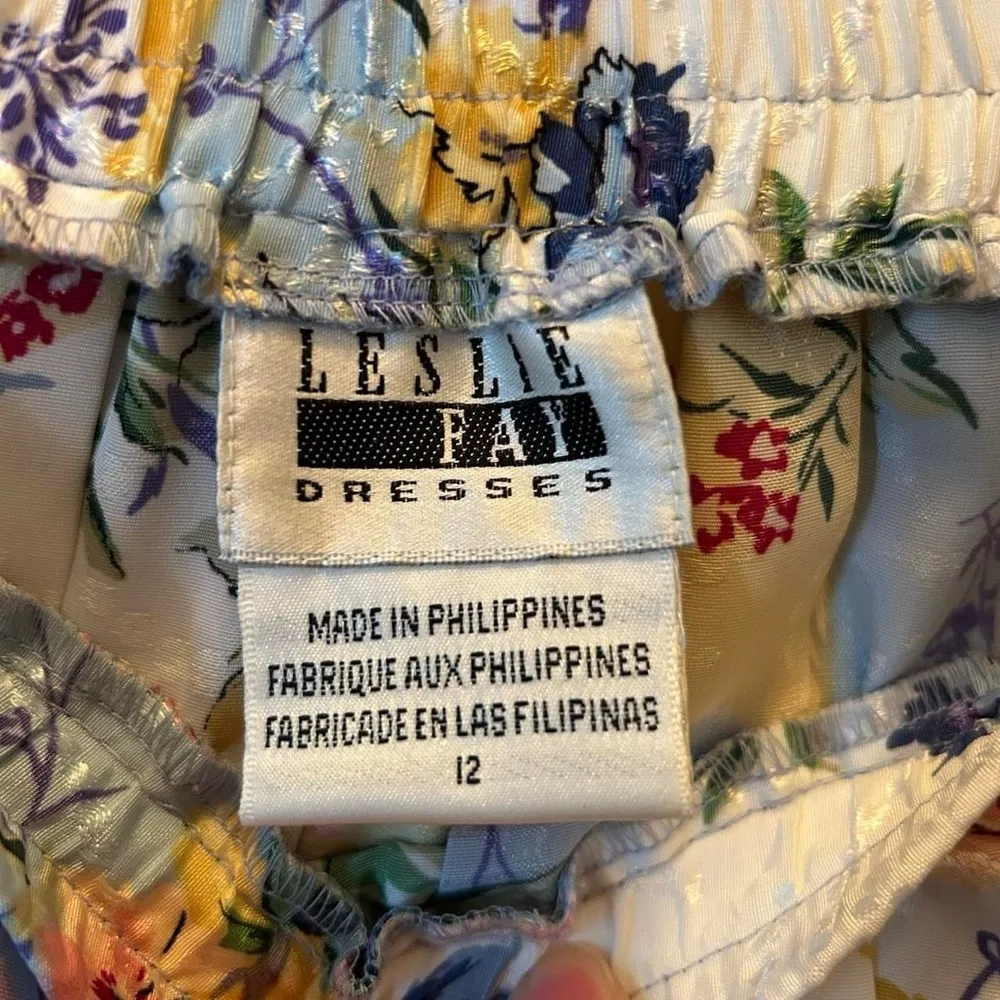 LESLIE
FAY
DRESSES
MADE IN PHILIPPINES
FABRIQUE AUX PHILIPPINES
FABRICADE EN LAS FILIPINAS
12